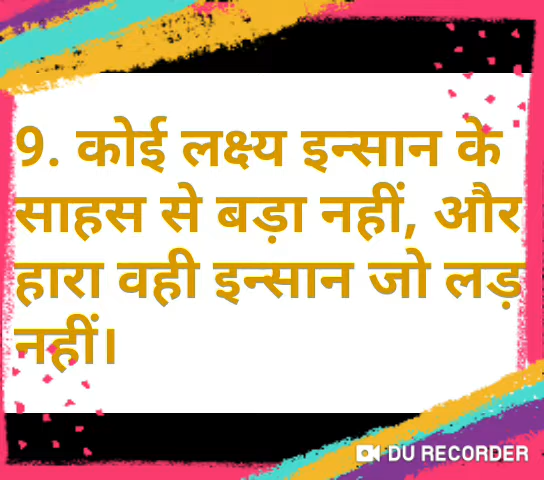 9. कोई लक्ष्य इन्सान के
साहस से बड़ा नहीं, और
हारा वही इन्सान जो लड़
नहीं।
DU RECORDER